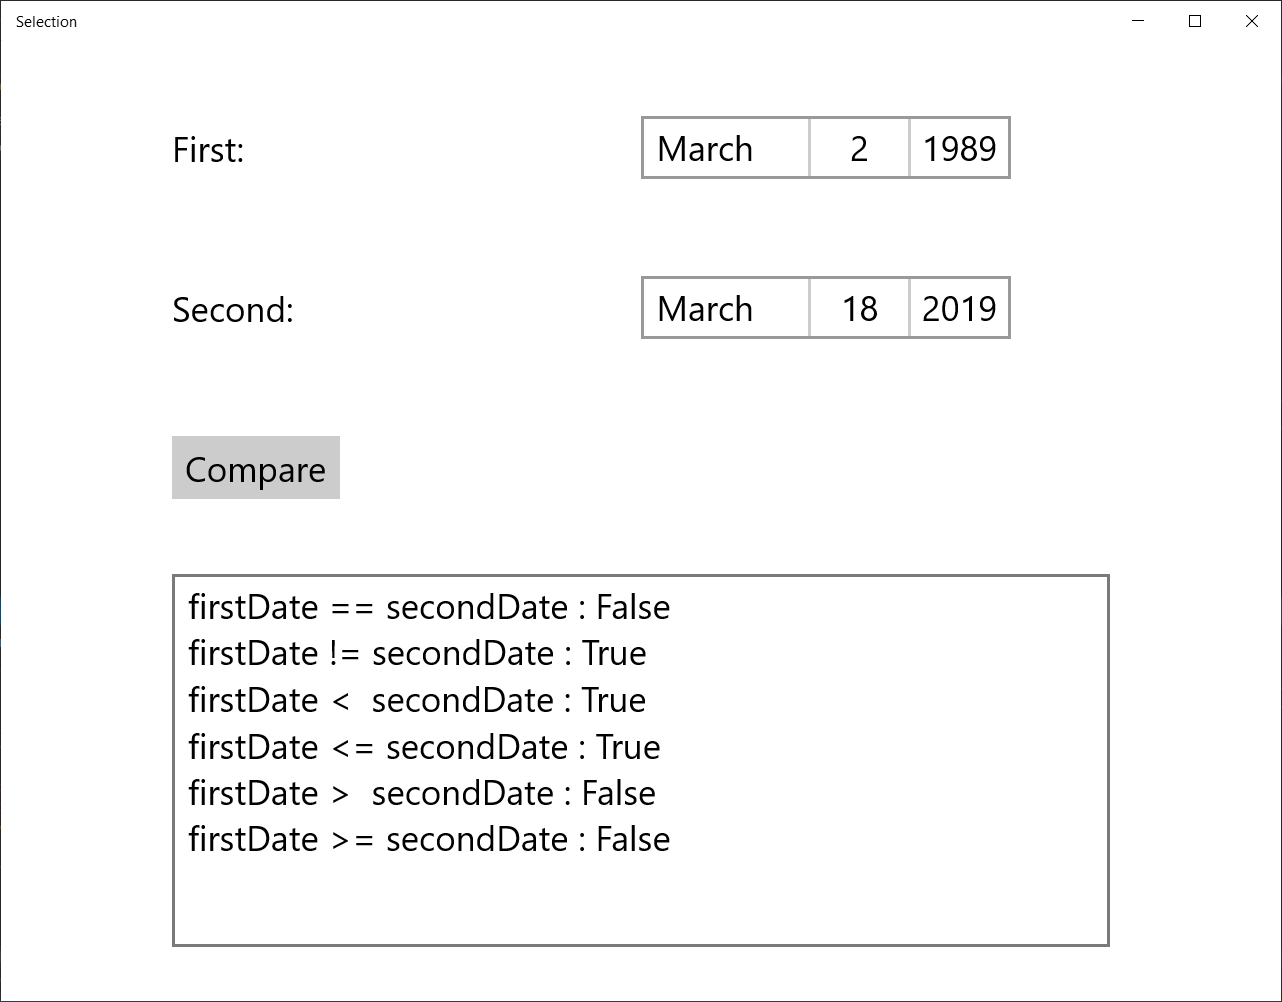 Selection
First: March 2 1989
Second: March 18 2019
Compare
firstDate == secondDate : False
firstDate != secondDate : True
firstDate <  secondDate : True
firstDate <= secondDate : True
firstDate >  secondDate : False
firstDate >= secondDate : False